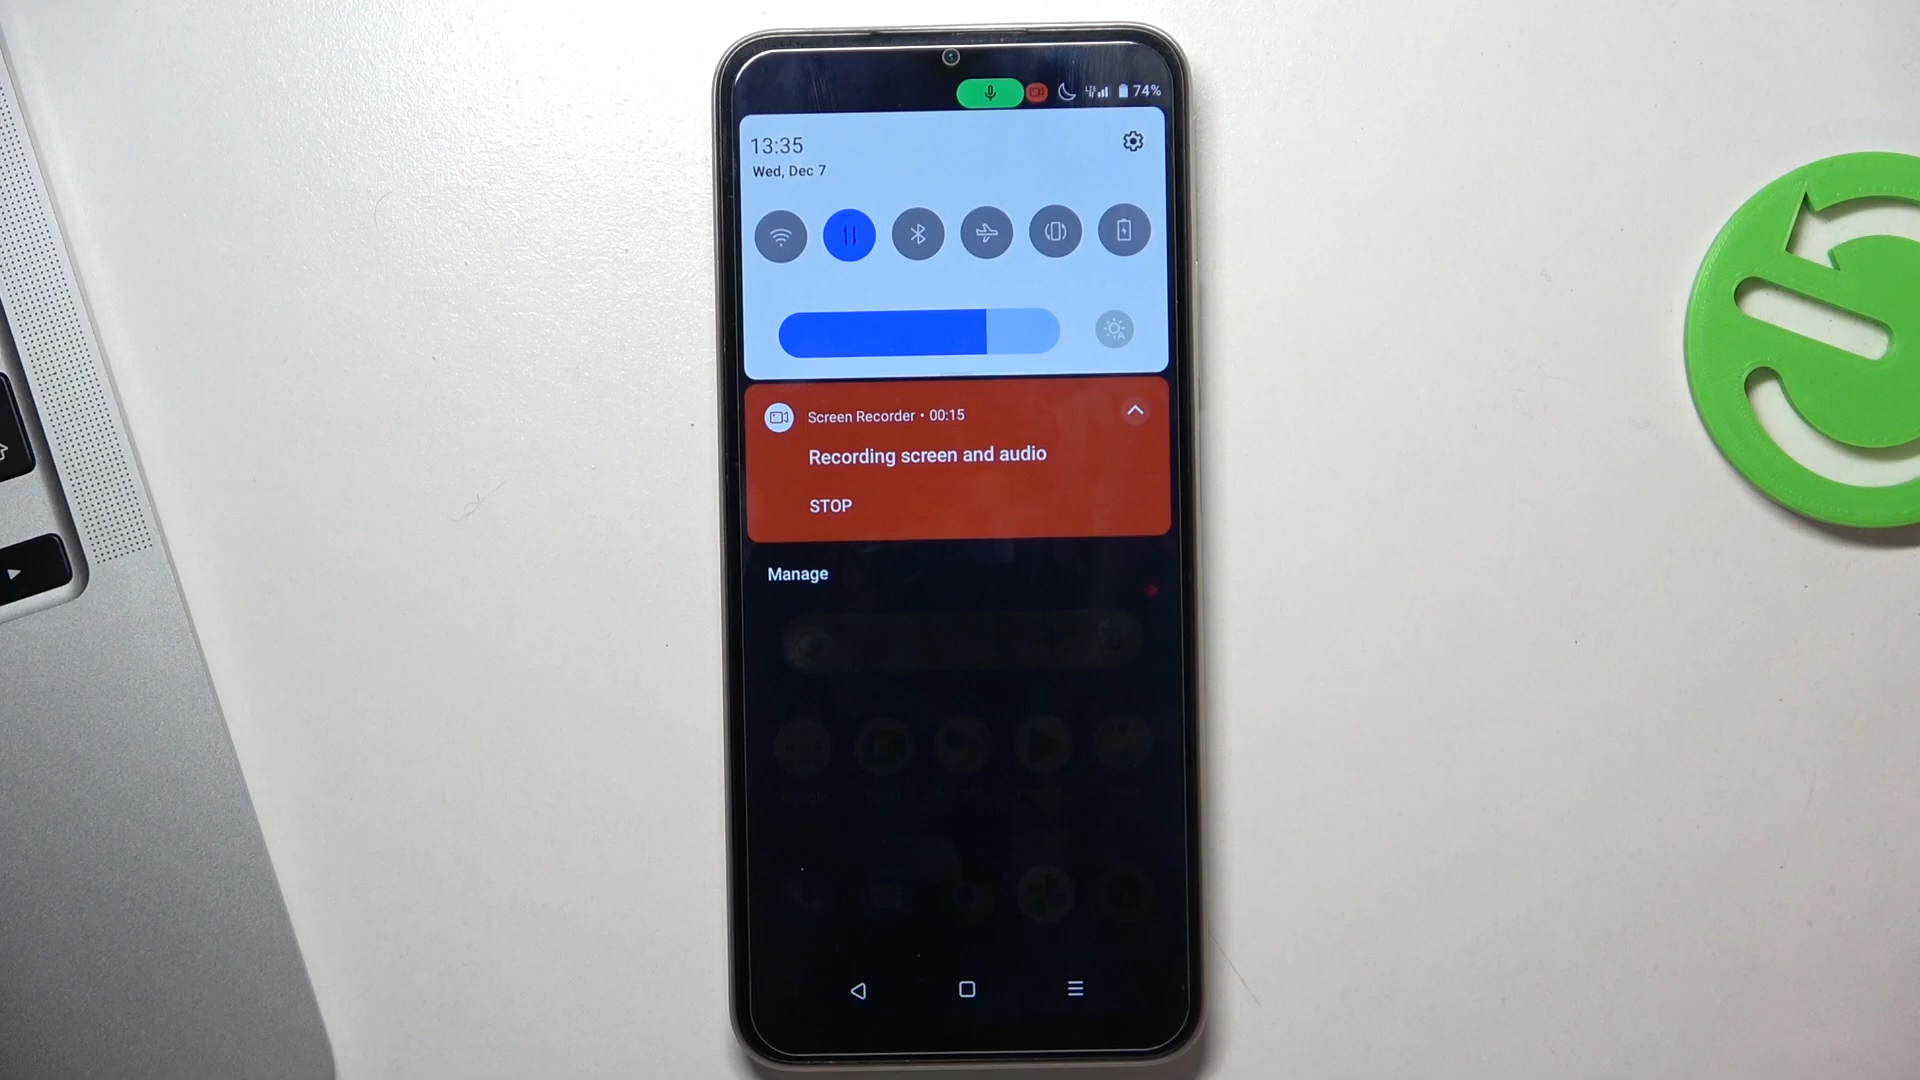 74%
13:35
Wed, Dec 7
Screen Recorder • 00:15
Recording screen and audio
STOP
Manage